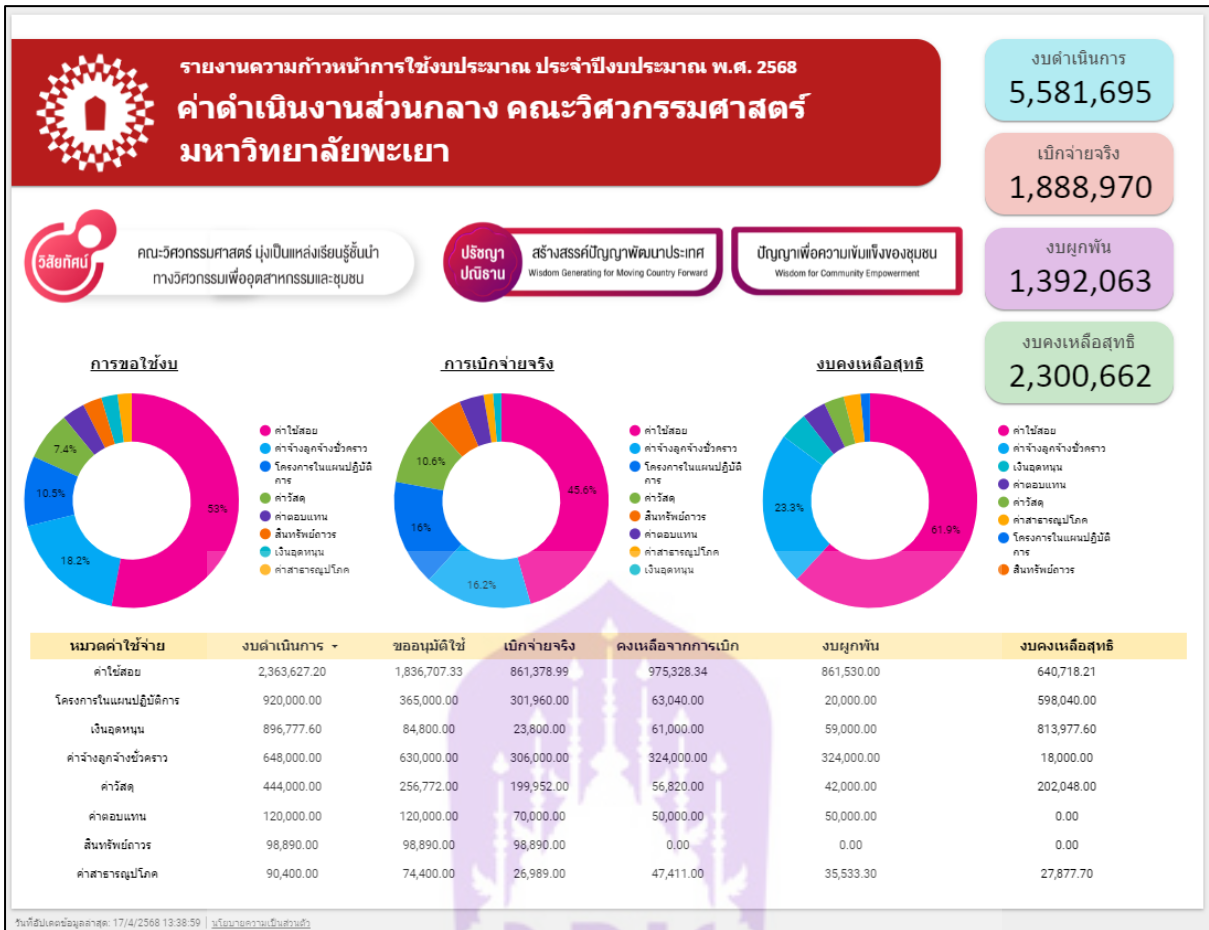 รายงานความก้าวหน้าการใช้งบประมาณ ประจำปีงบประมาณ พ.ศ. 2568
ค่าดำเนินงานส่วนกลาง คณะวิศวกรรมศาสตร์
มหาวิทยาลัยพะเยา
งบดำเนินการ
5,581,695
เบิกจ่ายจริง
1,888,970
งบผูกพัน
1,392,063
งบคงเหลือสุทธิ
2,300,662
วิสัยทัศน์
คณะวิศวกรรมศาสตร์ มุ่งเป็นแหล่งเรียนรู้ชั้นนำ
ทางวิศวกรรมเพื่ออุตสาหกรรมและชุมชน
ปรัชญา
ปณิธาน
สร้างสรรค์ปัญญาพัฒนาประเทศ
Wisdom Generating for Moving Country Forward
ปัญญาเพื่อความเข้มแข็งของชุมชน
Wisdom for Community Empowerment
การขอใช้งบ
53%
18.2%
10.5%
7.4%
ค่าใช้สอย
ค่าจ้างลูกจ้างชั่วคราว
โครงการในแผนปฏิบัติ
การ
ค่าวัสดุ
ค่าตอบแทน
สินทรัพย์ถาวร
เงินอุดหนุน
ค่าสาธารณูปโภค
การเบิกจ่ายจริง
45.6%
16.2%
16%
10.6%
ค่าใช้สอย
ค่าจ้างลูกจ้างชั่วคราว
โครงการในแผนปฏิบัติ
การ
ค่าวัสดุ
สินทรัพย์ถาวร
ค่าตอบแทน
ค่าสาธารณูปโภค
เงินอุดหนุน
งบคงเหลือสุทธิ
61.9%
23.3%
ค่าใช้สอย
ค่าจ้างลูกจ้างชั่วคราว
เงินอุดหนุน
ค่าตอบแทน
ค่าวัสดุ
ค่าสาธารณูปโภค
โครงการในแผนปฏิบัติ
การ
สินทรัพย์ถาวร
หมวดค่าใช้จ่าย งบดำเนินการ ขออนุมัติใช้ เบิกจ่ายจริง คงเหลือจากการเบิก งบผูกพัน งบคงเหลือสุทธิ
ค่าใช้สอย 2,363,627.20 1,836,707.33 861,378.99 975,328.34 861,530.00 640,718.21
โครงการในแผนปฏิบัติการ 920,000.00 365,000.00 301,960.00 63,040.00 20,000.00 598,040.00
เงินอุดหนุน 896,777.60 84,800.00 23,800.00 61,000.00 59,000.00 813,977.60
ค่าจ้างลูกจ้างชั่วคราว 648,000.00 630,000.00 306,000.00 324,000.00 324,000.00 18,000.00
ค่าวัสดุ 444,000.00 256,772.00 199,952.00 56,820.00 42,000.00 202,048.00
ค่าตอบแทน 120,000.00 120,000.00 70,000.00 50,000.00 50,000.00 0.00
สินทรัพย์ถาวร 98,890.00 98,890.00 98,890.00 0.00 0.00 0.00
ค่าสาธารณูปโภค 90,400.00 74,400.00 26,989.00 47,411.00 35,533.30 27,877.70
วันที่อัปเดตข้อมูลล่าสุด: 17/4/2568 13:38:59 | นโยบายความเป็นส่วนตัว